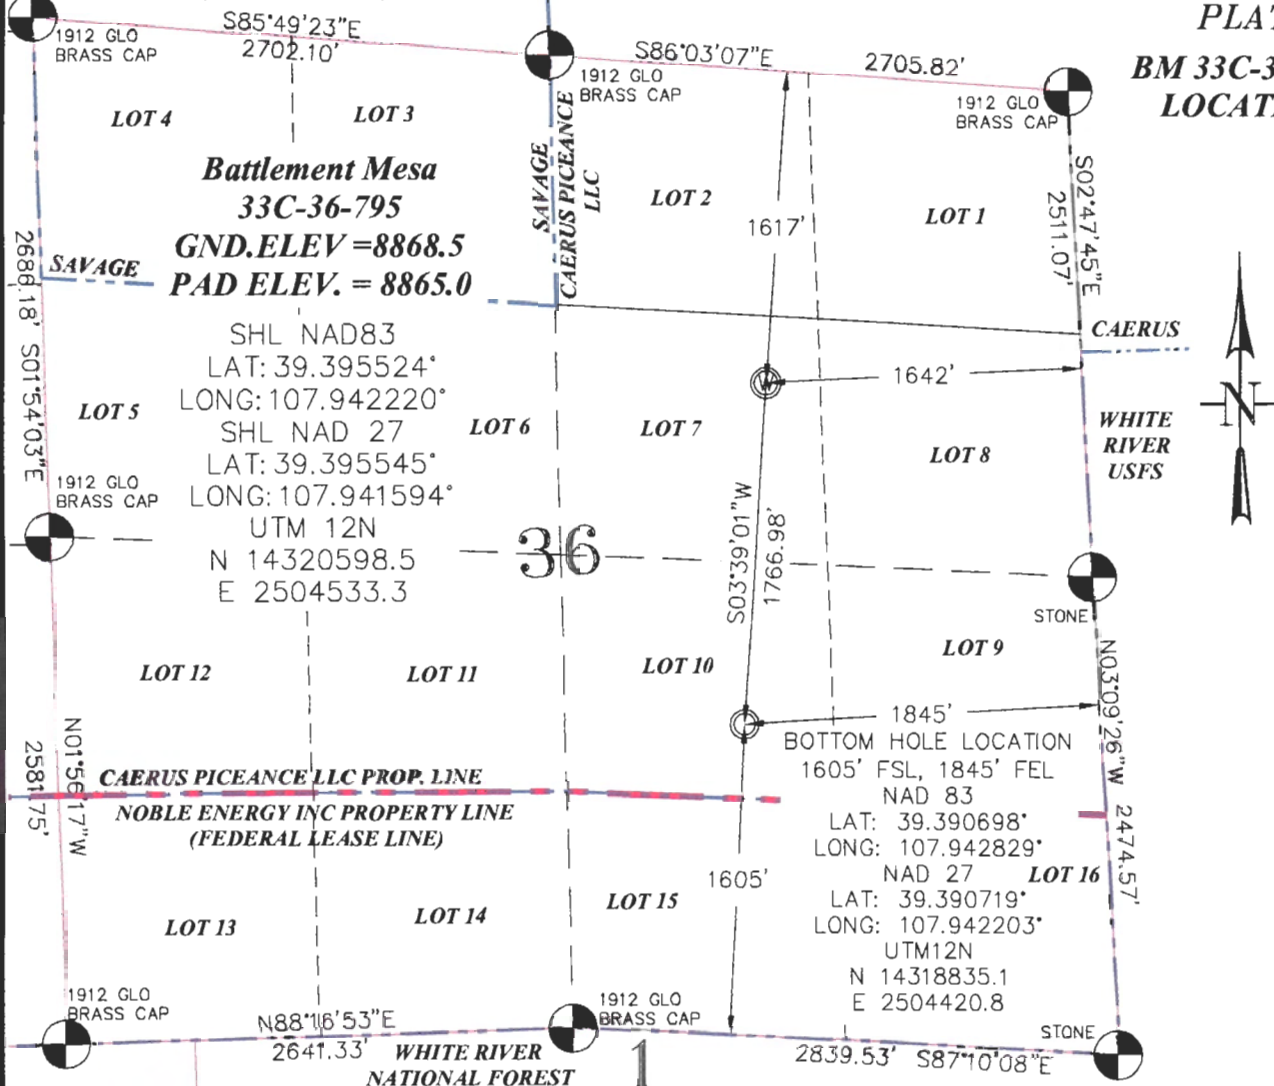 PLA
BM 33C-3
LOCAT
S85°49'23"E
2702.10'
S86°03'07"E
2705.82'
1912 GLO
BRASS CAP
1912 GLO
BRASS CAP
1912 GLO
BRASS CAP
LOT 4
LOT 3
LOT 2
LOT 1
SAVAGE
CAERUS PICEANCE
LLC
Battlement Mesa
33C-36-795
GND.ELEV =8868.5
PAD ELEV. = 8865.0
1617'
S02°47'45"E
2511.07'
SAVAGE
2686.18' S01°54'03"E
SHL NAD83
LAT: 39.395524°
LONG: 107.942220°
SHL NAD 27
LAT: 39.395545°
LONG: 107.941594°
UTM 12N
N 14320598.5
E 2504533.3
CAERUS
W
1642'
N
LOT 5
LOT 6
LOT 7
LOT 8
WHITE
RIVER
USFS
1912 GLO
BRASS CAP
36
S03°39'01"W
1766.98'
STONE
LOT 12
LOT 11
LOT 10
LOT 9
N03°09'26"W 2474.57'
1845'
BOTTOM HOLE LOCATION
1605' FSL, 1845' FEL
NAD 83
LAT: 39.390698°
LONG: 107.942829°
NAD 27
LAT: 39.390719°
LONG: 107.942203°
UTM12N
N 14318835.1
E 2504420.8
N01°56'17"W
2581.75'
CAERUS PICEANCE LLC PROP. LINE
NOBLE ENERGY INC PROPERTY LINE
(FEDERAL LEASE LINE)
1605'
LOT 13
LOT 14
LOT 15
LOT 16
1912 GLO
BRASS CAP
1912 GLO
BRASS CAP
STONE
N88°16'53"E
2641.33'
WHITE RIVER
NATIONAL FOREST
1
2839.53' S87°10'08"E